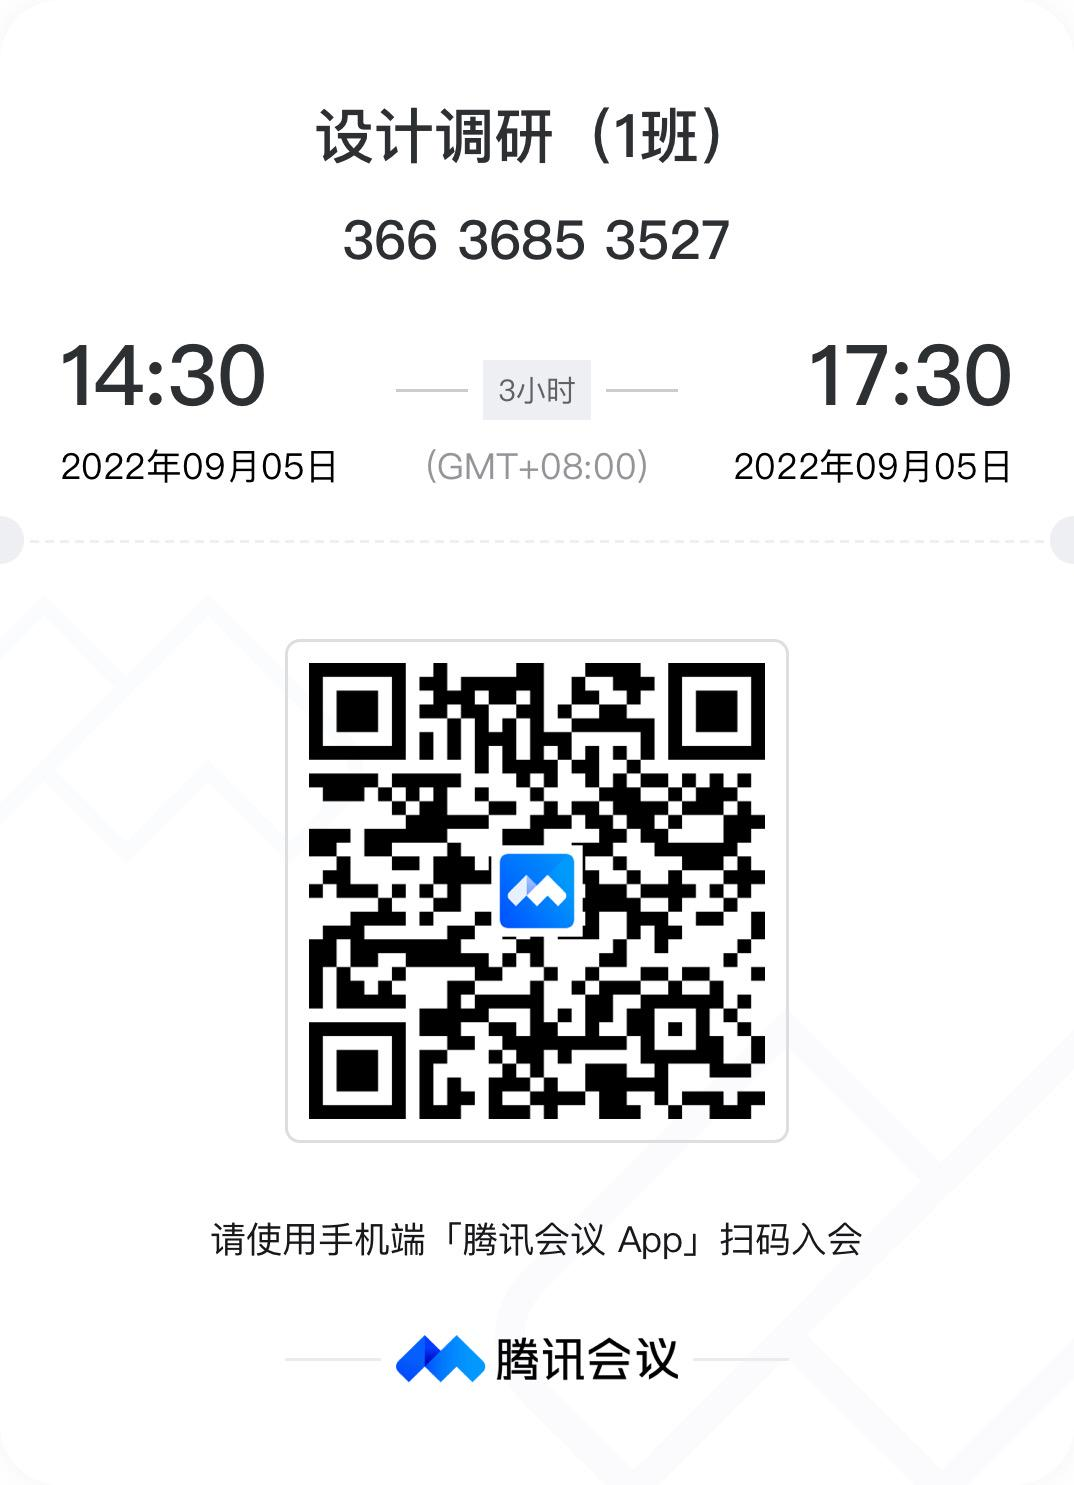 设计调研（1班）
366 3685 3527
14:30
3小时
17:30
2022年09月05日
(GMT+08:00)
2022年09月05日
请使用手机端「腾讯会议 App」扫码入会
腾讯会议